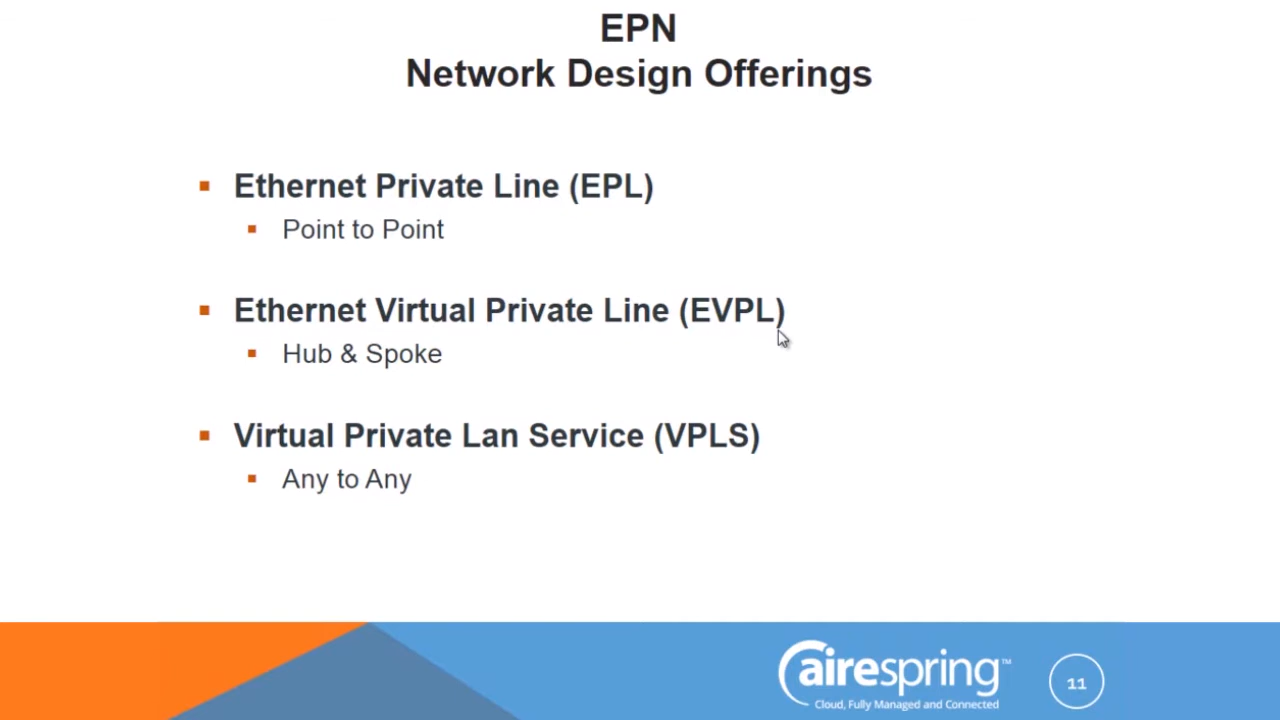 EPN
Network Design Offerings
Ethernet Private Line (EPL)
Point to Point
Ethernet Virtual Private Line (EVPL)
Hub & Spoke
Virtual Private Lan Service (VPLS)
Any to Any
airespring™
Cloud, Fully Managed and Connected
11